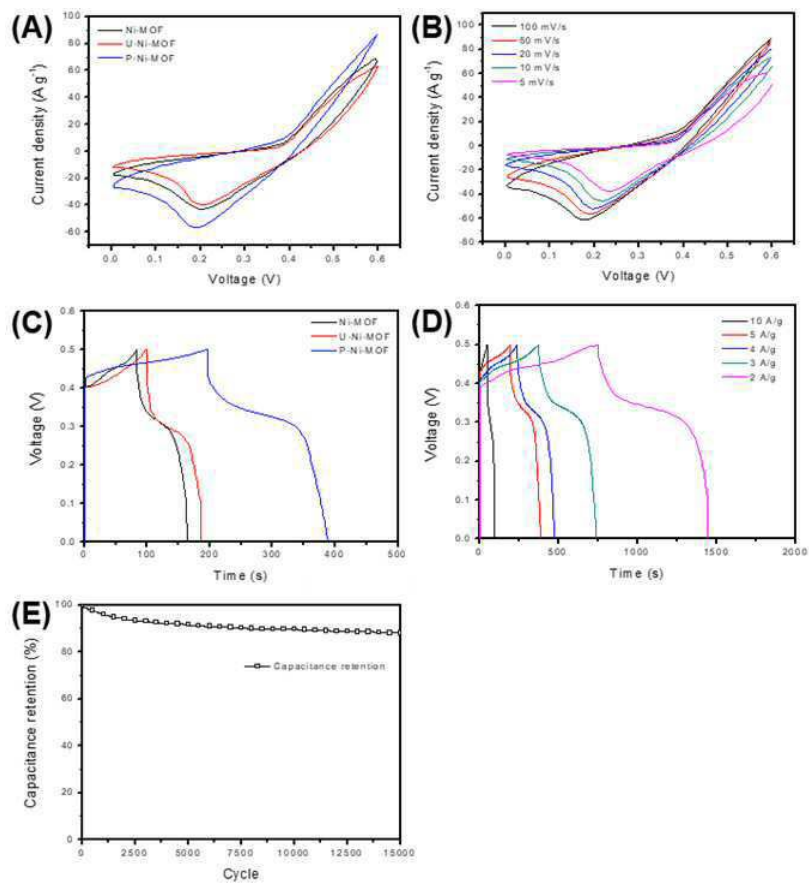 (A)
Ni-MOF
U-Ni-MOF
P-Ni-MOF
Current density (A g-1)
100
80
60
40
20
0
-20
-40
-60
0.0 0.1 0.2 0.3 0.4 0.5 0.6
Voltage (V)
(B)
100 mV/s
50 mV/s
20 mV/s
10 mV/s
5 mV/s
Current density (A g-1)
100
80
60
40
20
0
-20
-40
-60
-80
0.0 0.1 0.2 0.3 0.4 0.5 0.6
Voltage (V)
(C)
Ni-MOF
U-Ni-MOF
P-Ni-MOF
Voltage (V)
0.6
0.5
0.4
0.3
0.2
0.1
0.0
0 100 200 300 400 500
Time (s)
(D)
10 A/g
5 A/g
4 A/g
3 A/g
2 A/g
Voltage (V)
0.6
0.5
0.4
0.3
0.2
0.1
0.0
0 500 1000 1500 2000
Time (s)
(E)
Capacitance retention (%)
100
80
60
40
20
0
Capacitance retention
0 2500 5000 7500 10000 12500 15000
Cycle